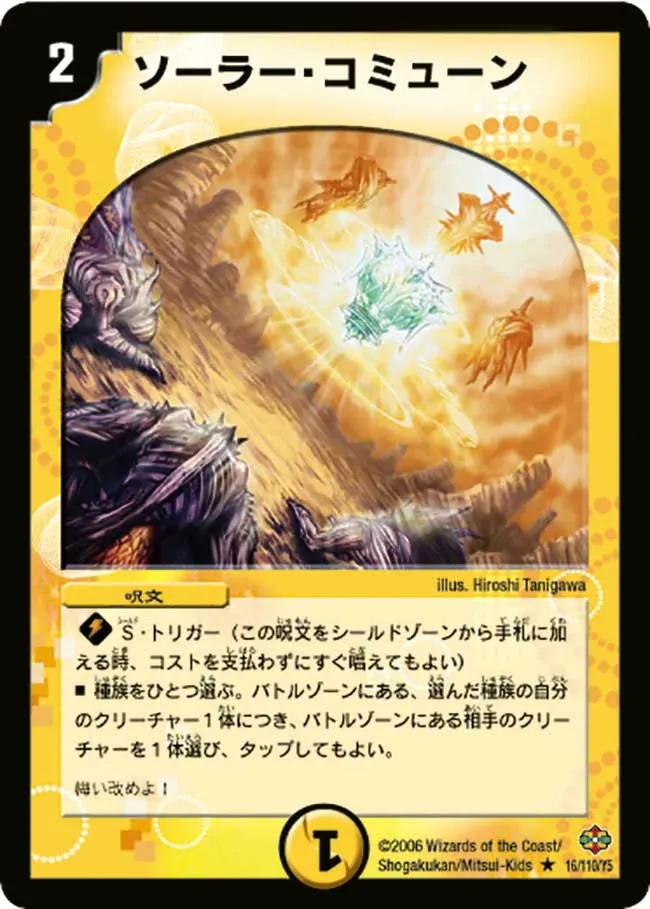 2
ソーラー・コミューン
illus. Hiroshi Tanigawa
呪文
S・トリガー（この呪文をシールドゾーンから手札に加
える時、コストを支払わずにすぐ唱えてもよい）
■ 種族をひとつ選ぶ。バトルゾーンにある、選んだ種族の自分
のクリーチャー1体につき、バトルゾーンにある相手のクリー
チャーを1体選び、タップしてもよい。
悔い改めよ！
1
©2006 Wizards of the Coast/
Shogakukan/Mitsui-Kids ★ 16/110/Y5